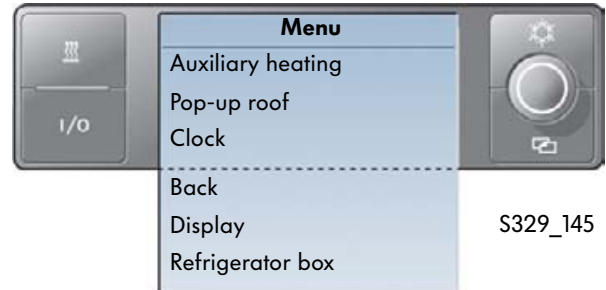 Menu
Auxiliary heating
Pop-up roof
Clock
I/O
Back
Display
Refrigerator box
S329_145